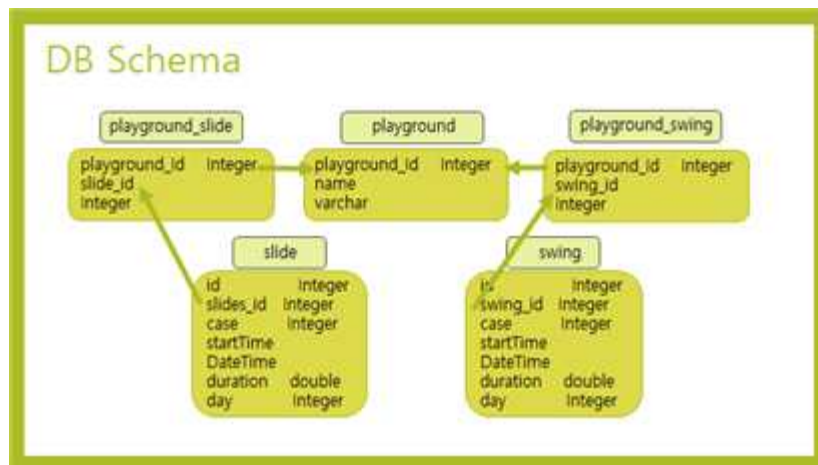 DB Schema
playground_slide
playground
playground_swing
playground_id Integer
slide_id
Integer
playground_id Integer
name
varchar
playground_id Integer
swing_id
Integer
slide
swing
id Integer
slides_id Integer
case Integer
startTime
DateTime
duration double
day Integer
Integer
swing_id Integer
case Integer
startTime
DateTime
duration double
day Integer